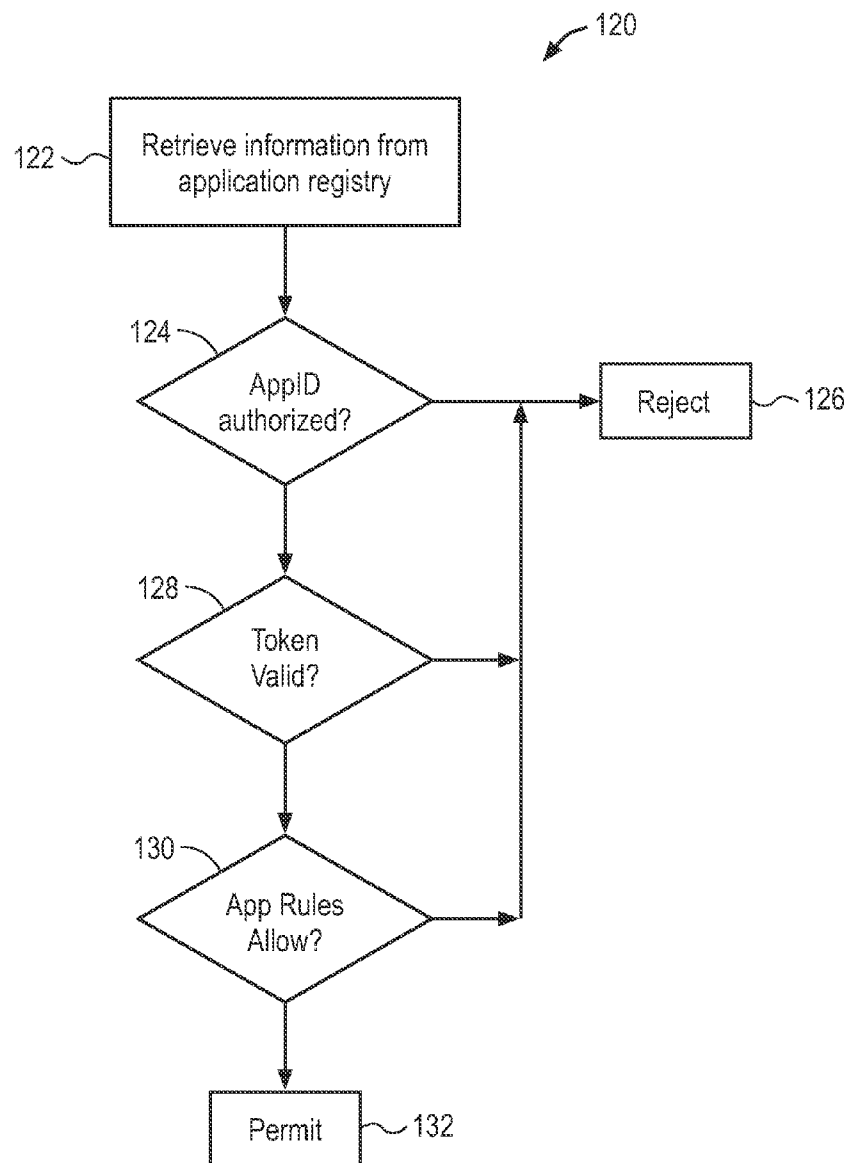 120
122
Retrieve information from
application registry
124
AppID
authorized?
Reject
126
128
Token
Valid?
130
App Rules
Allow?
Permit
132